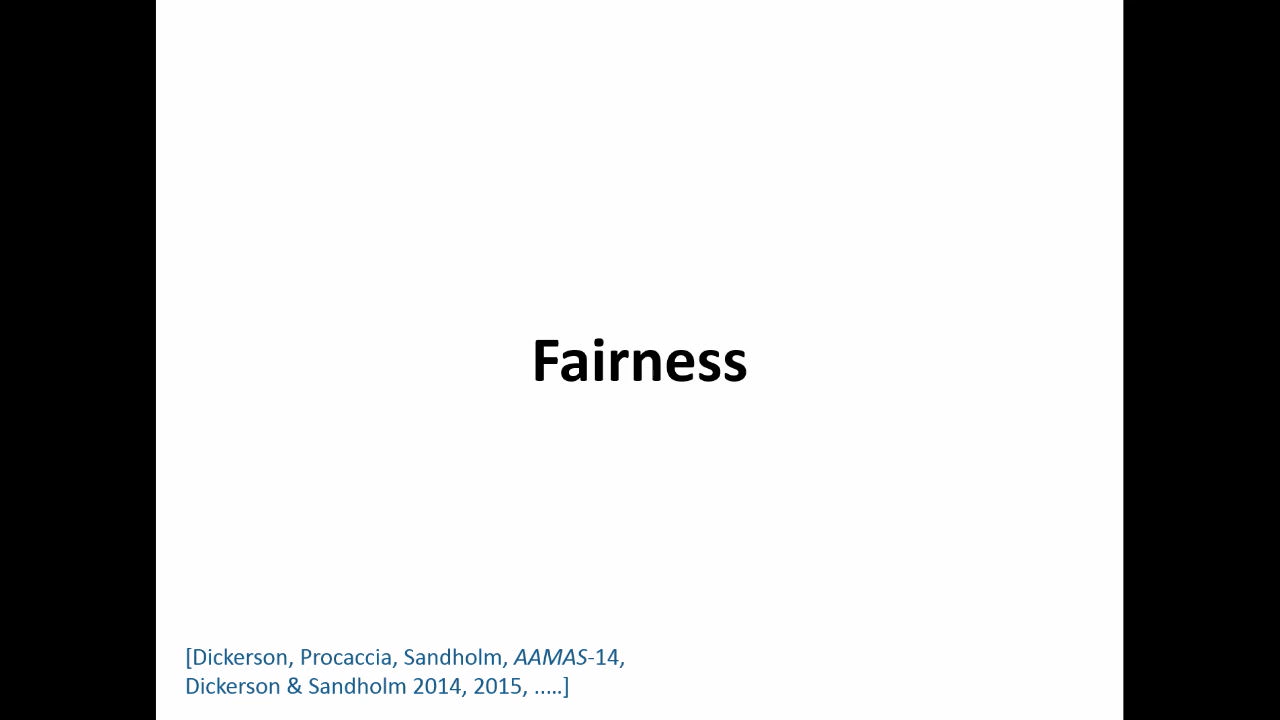 Fairness
[Dickerson, Procaccia, Sandholm, AAMAS-14,
Dickerson & Sandholm 2014, 2015, .....]